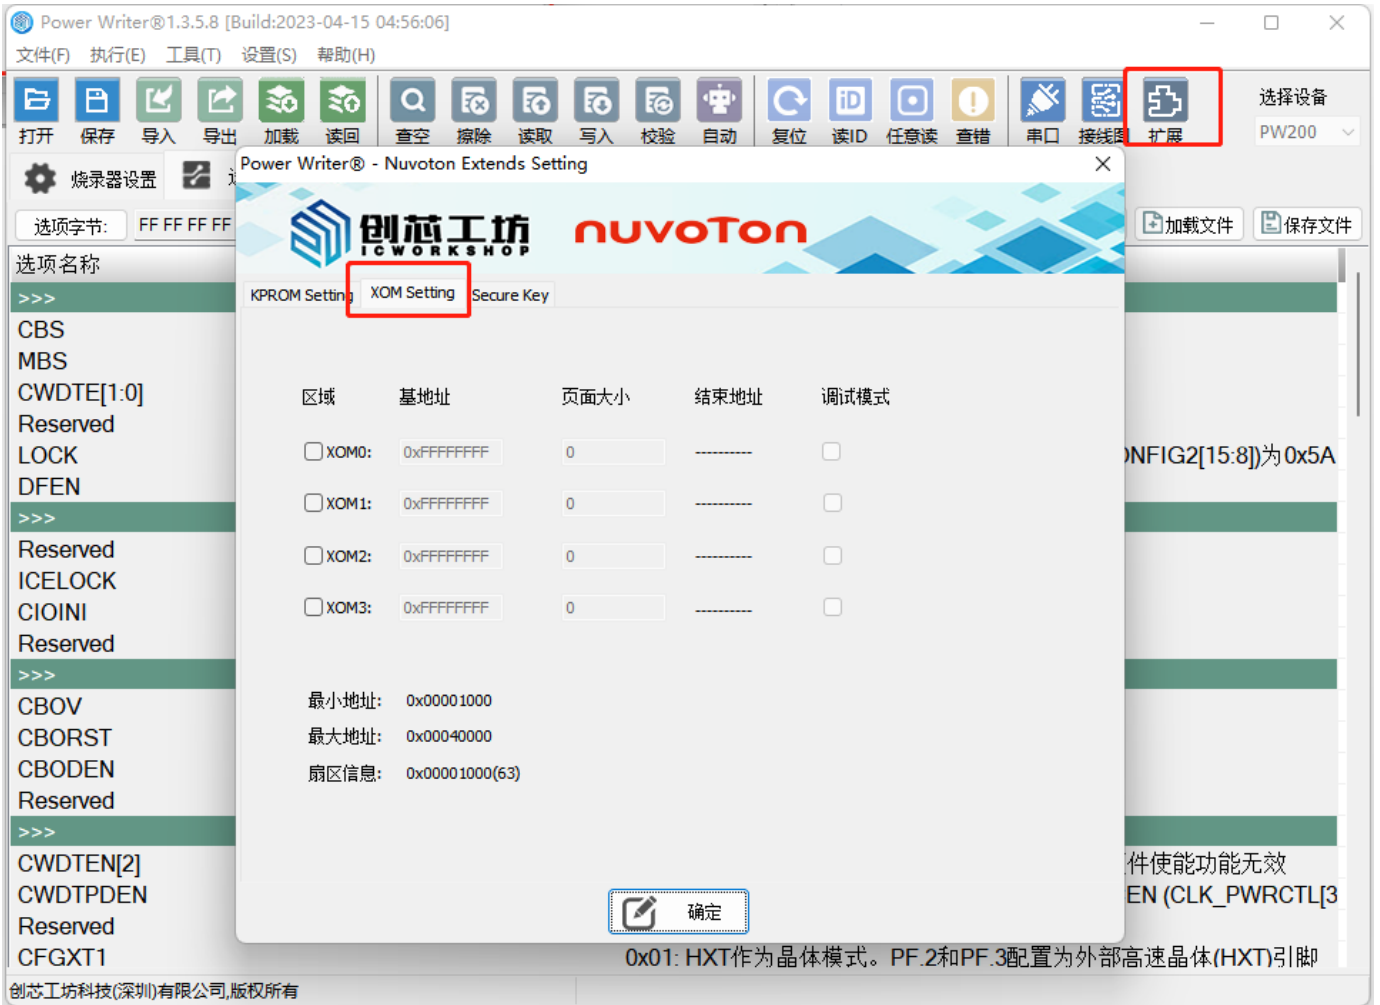 Power Writer®1.3.5.8 [Build:2023-04-15 04:56:06]
文件(F) 执行(E) 工具(T) 设置(S) 帮助(H)
打开 保存 导入 导出 加载 读回 查空 擦除 读取 写入 校验 自动 复位 读ID 任意读 查错 串口 接线图 扩展
选择设备
PW200
烧录器设置
选项字节: FF FF FF FF
加载文件 保存文件
Power Writer® - Nuvoton Extends Setting
创芯工坊
ICWORKSHOP
nuvoTon
KPROM Setting XOM Setting Secure Key
区域 基地址 页面大小 结束地址 调试模式
XOM0: 0xFFFFFFFF 0 ----------
XOM1: 0xFFFFFFFF 0 ----------
XOM2: 0xFFFFFFFF 0 ----------
XOM3: 0xFFFFFFFF 0 ----------
最小地址: 0x00001000
最大地址: 0x00040000
扇区信息: 0x00001000(63)
确定
选项名称
>>>
CBS
MBS
CWDTE[1:0]
Reserved
LOCK
NFIG2[15:8])为0x5A
DFEN
>>>
Reserved
ICELOCK
CIOINI
Reserved
>>>
CBOV
CBORST
CBODEN
Reserved
>>>
CWDTEN[2]
件使能功能无效
CWDTPDEN
EN (CLK_PWRCTL[3
Reserved
CFGXT1
0x01: HXT作为晶体模式。PF.2和PF.3配置为外部高速晶体(HXT)引脚
创芯工坊科技(深圳)有限公司,版权所有